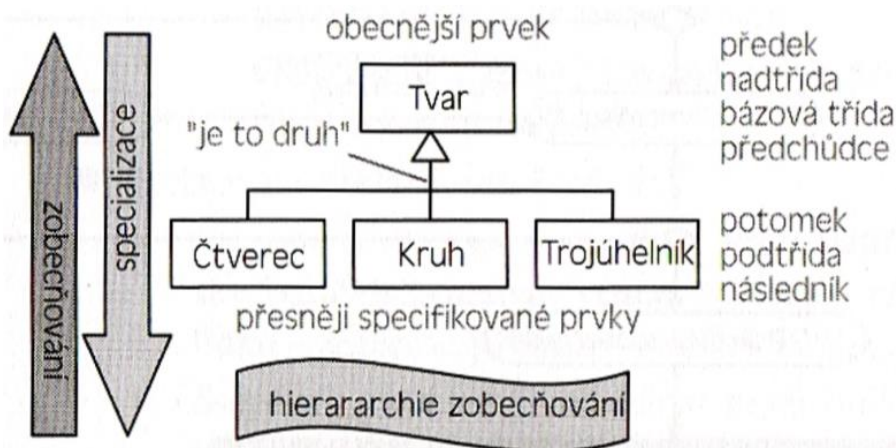 obecnější prvek
Tvar
"je to druh"
předek
nadtřída
bázová třída
předchůdce
zobecňování
specializace
Čtverec
Kruh
Trojúhelník
potomek
podtřída
následník
přesněji specifikované prvky
hierararchie zobecňování